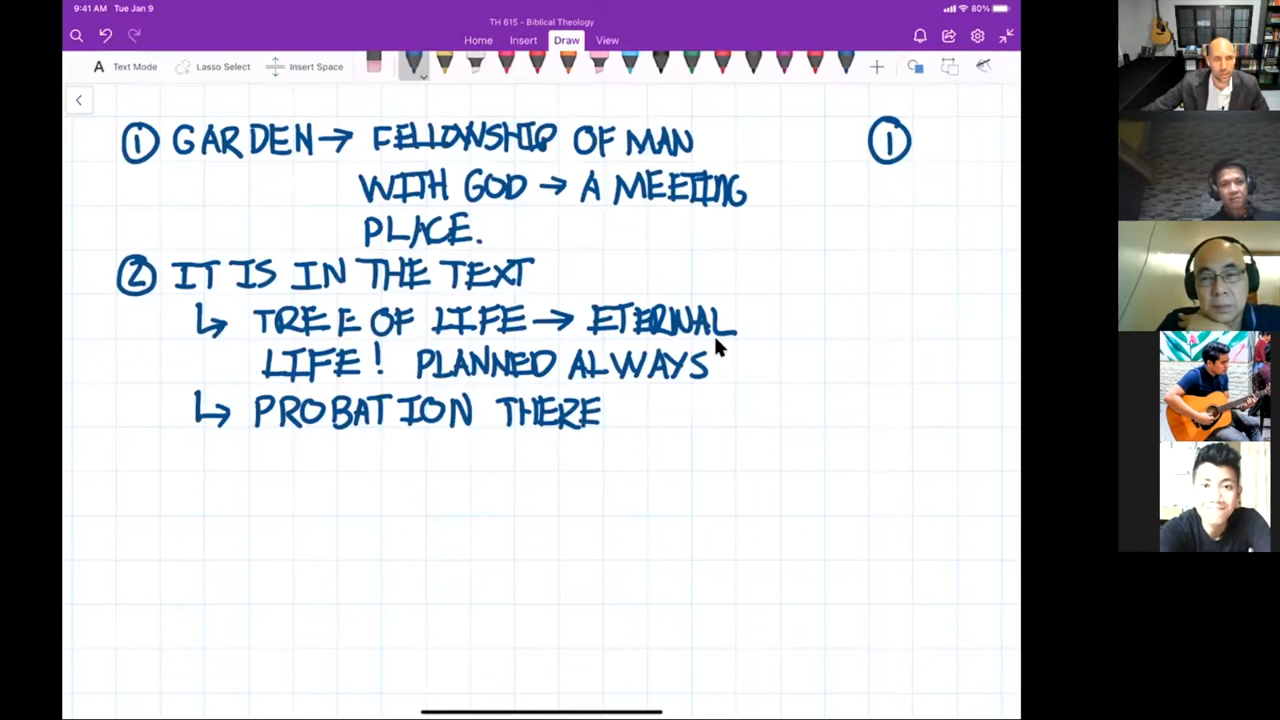 9:41 AM Tue Jan 9
80%
TH 615 - Biblical Theology
Home Insert Draw View
A Text Mode Lasso Select Insert Space
① GARDEN → FELLOWSHIP OF MAN
WITH GOD → A MEETING
PLACE.
② IT IS IN THE TEXT
↳ TREE OF LIFE → ETERNAL
LIFE! PLANNED ALWAYS
↳ PROBATION THERE
①